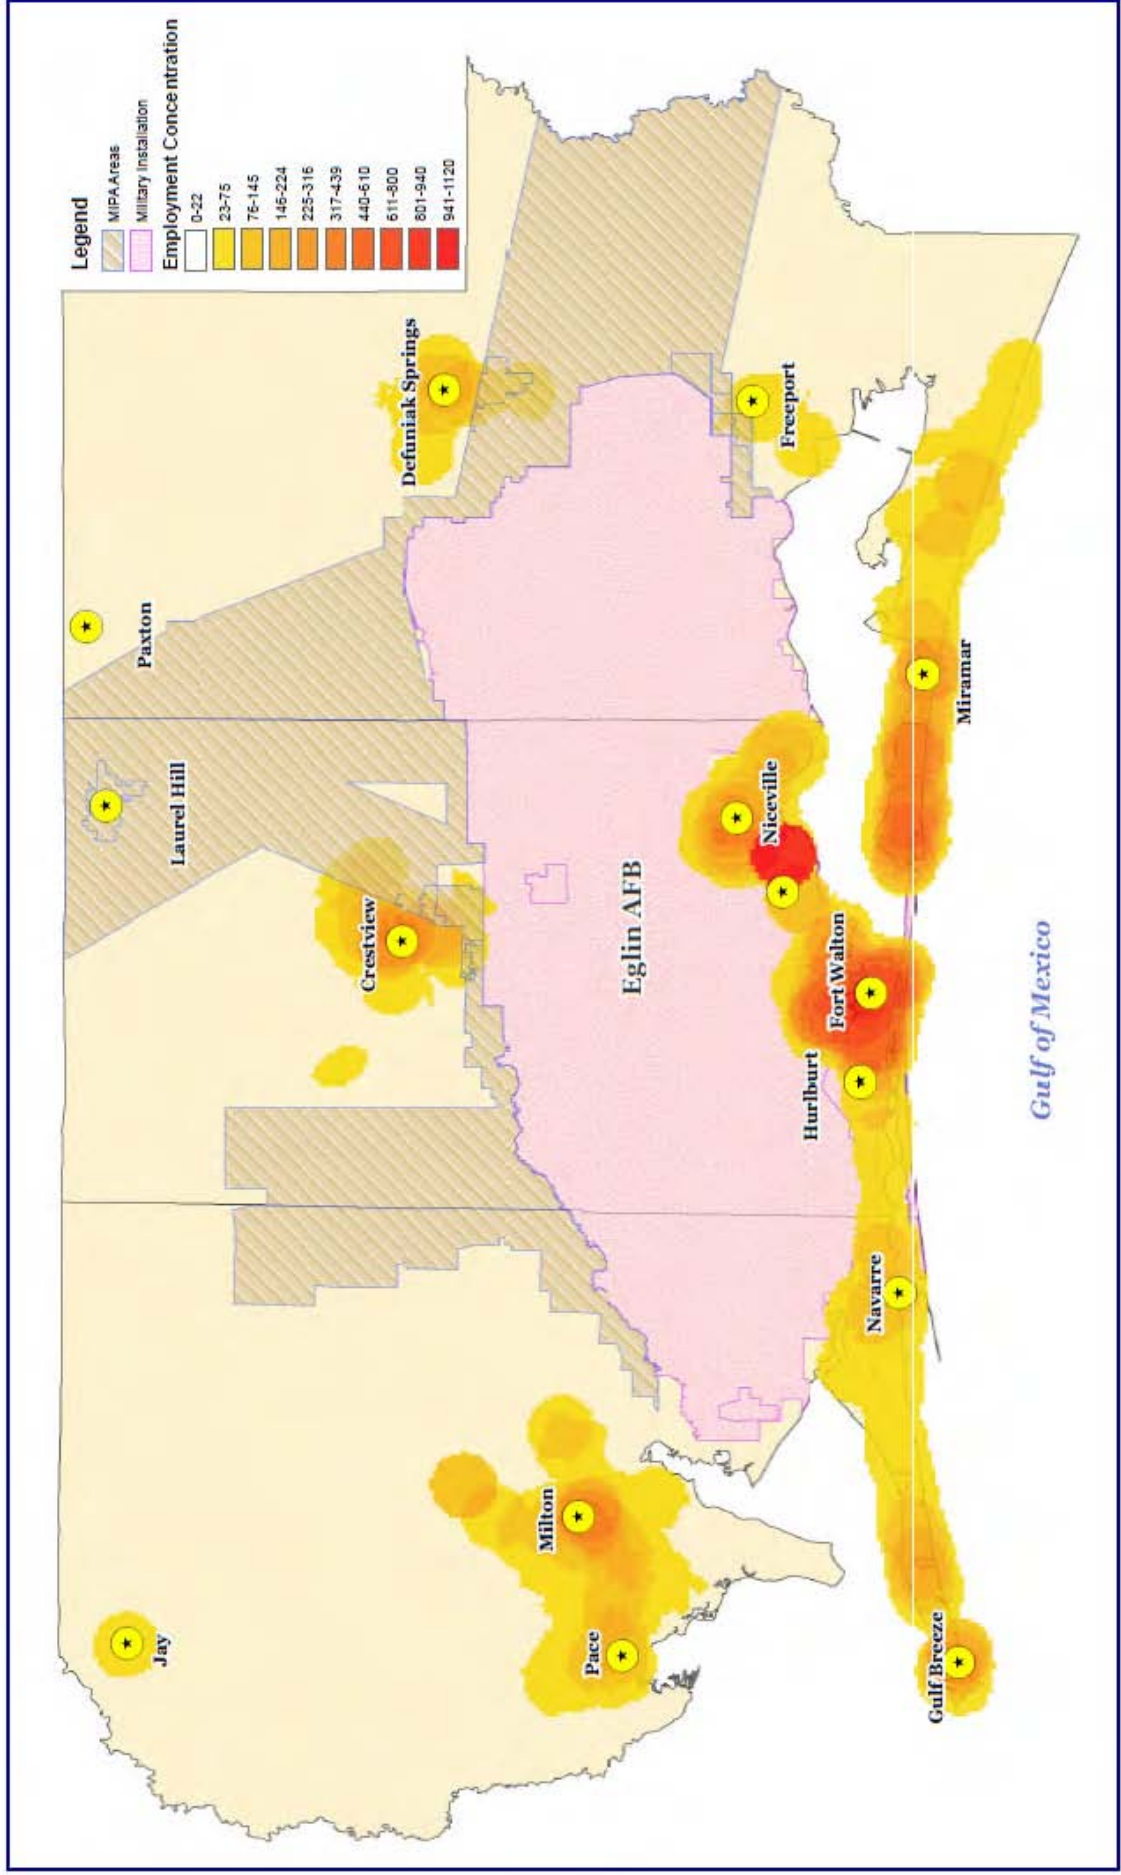 Legend
MIPA Areas
Military Installation
Employment Concentration
0-22
23-75
76-145
146-224
225-316
317-439
440-610
611-800
801-940
941-1120
Jay
Laurel Hill
Paxton
Crestview
Defuniak Springs
Milton
Pace
Eglin AFB
Niceville
Freeport
Hurlburt
Fort Walton
Navarre
Gulf Breeze
Miramar
Gulf of Mexico